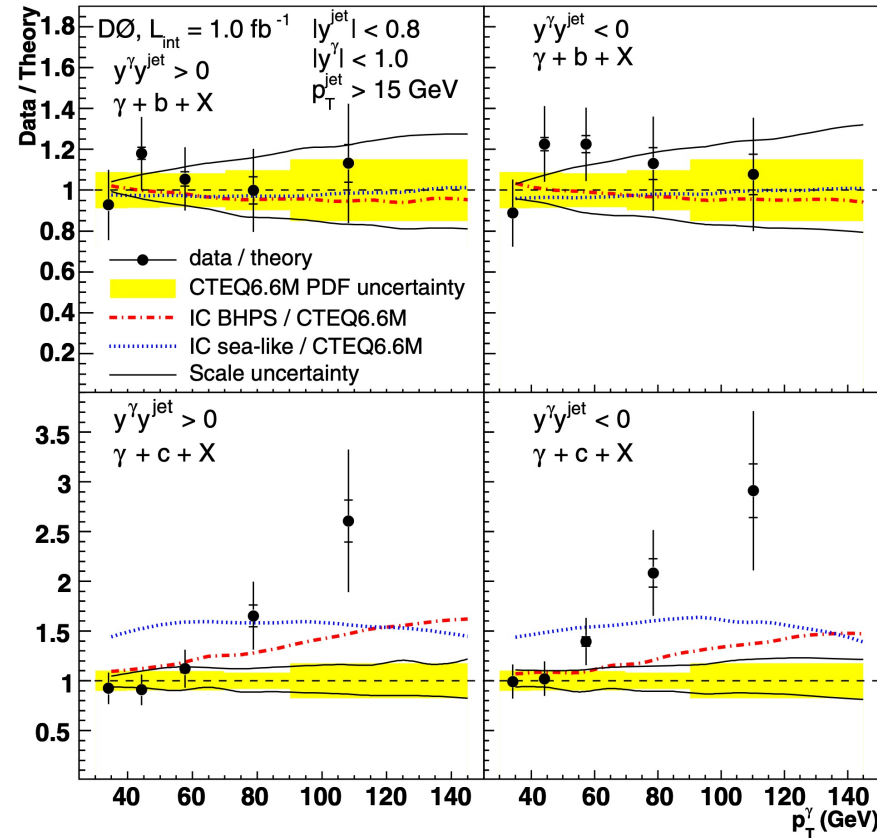 Data / Theory
1.8
1.6
1.4
1.2
1
0.8
0.6
0.4
0.2
DØ, L_int = 1.0 fb⁻¹
|y^jet| < 0.8
|y^γ| < 1.0
p_T^jet > 15 GeV
y^γy^jet > 0
γ + b + X
data / theory
CTEQ6.6M PDF uncertainty
IC BHPS / CTEQ6.6M
IC sea-like / CTEQ6.6M
Scale uncertainty
y^γy^jet < 0
γ + b + X
3.5
3
2.5
2
1.5
1
0.5
y^γy^jet > 0
γ + c + X
y^γy^jet < 0
γ + c + X
40 60 80 100 120 140
40 60 80 100 120 140
p_T^γ (GeV)